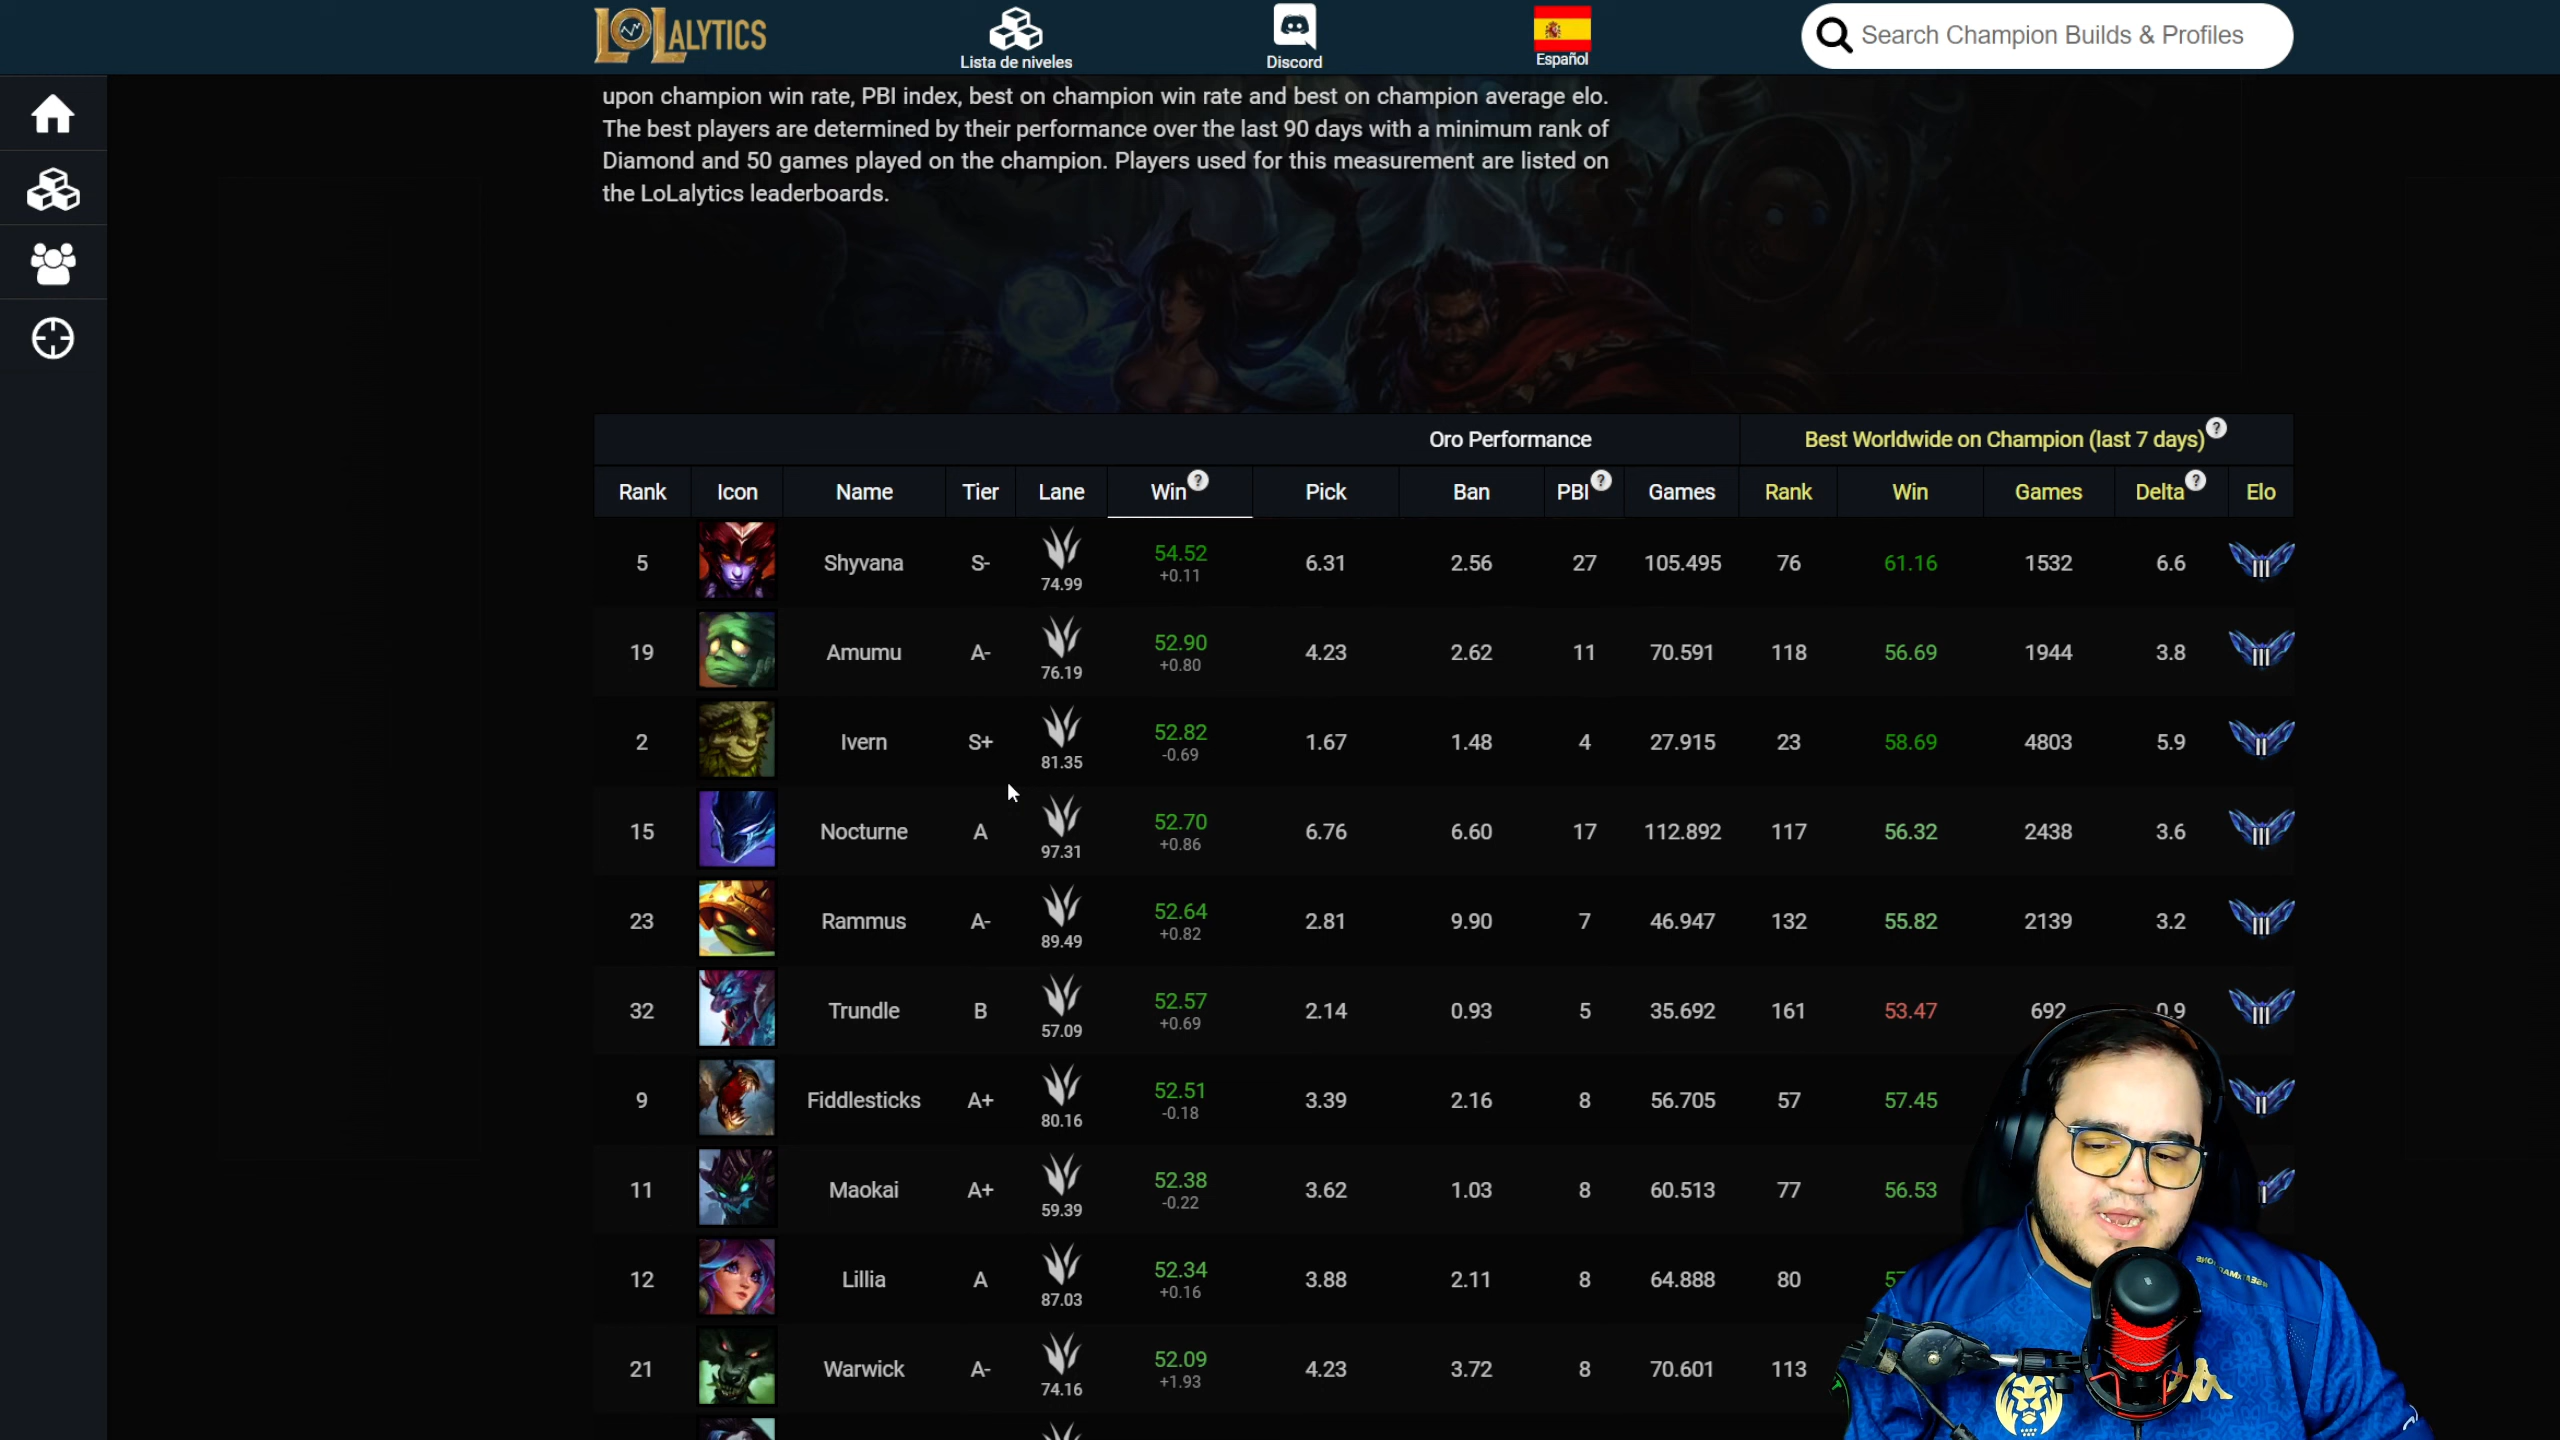 LOLALYTICS
Lista de niveles
Discord
Español
Search Champion Builds & Profiles
upon champion win rate, PBI index, best on champion win rate and best on champion average elo.
The best players are determined by their performance over the last 90 days with a minimum rank of
Diamond and 50 games played on the champion. Players used for this measurement are listed on
the LoLalytics leaderboards.
Oro Performance Best Worldwide on Champion (last 7 days) ?
Rank Icon Name Tier Lane Win ? Pick Ban PBI ? Games Rank Win Games Delta ? Elo
5 Shyvana S- 74.99 54.52 +0.11 6.31 2.56 27 105.495 76 61.16 1532 6.6 III
19 Amumu A- 76.19 52.90 +0.80 4.23 2.62 11 70.591 118 56.69 1944 3.8 III
2 Ivern S+ 81.35 52.82 -0.69 1.67 1.48 4 27.915 23 58.69 4803 5.9 II
15 Nocturne A 97.31 52.70 +0.86 6.76 6.60 17 112.892 117 56.32 2438 3.6 III
23 Rammus A- 89.49 52.64 +0.82 2.81 9.90 7 46.947 132 55.82 2139 3.2 III
32 Trundle B 57.09 52.57 +0.69 2.14 0.93 5 35.692 161 53.47 692 0.9 III
9 Fiddlesticks A+ 80.16 52.51 -0.18 3.39 2.16 8 56.705 57 57.45 II
11 Maokai A+ 59.39 52.38 -0.22 3.62 1.03 8 60.513 77 56.53
12 Lillia A 87.03 52.34 +0.16 3.88 2.11 8 64.888 80
21 Warwick A- 74.16 52.09 +1.93 4.23 3.72 8 70.601 113